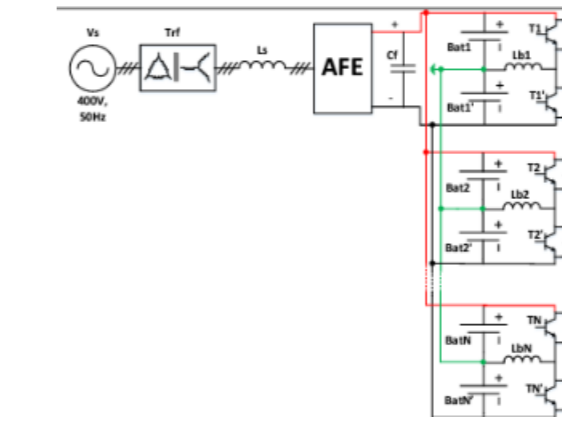 Vs
Trf
Ls
400V,
50Hz
AFE
+
Cf
-
Bat1
+
Lb1
T1
Bat1'
+
T1'
Bat2
+
Lb2
T2
Bat2'
+
T2'
BatN
+
LbN
TN
BatN'
+
TN'